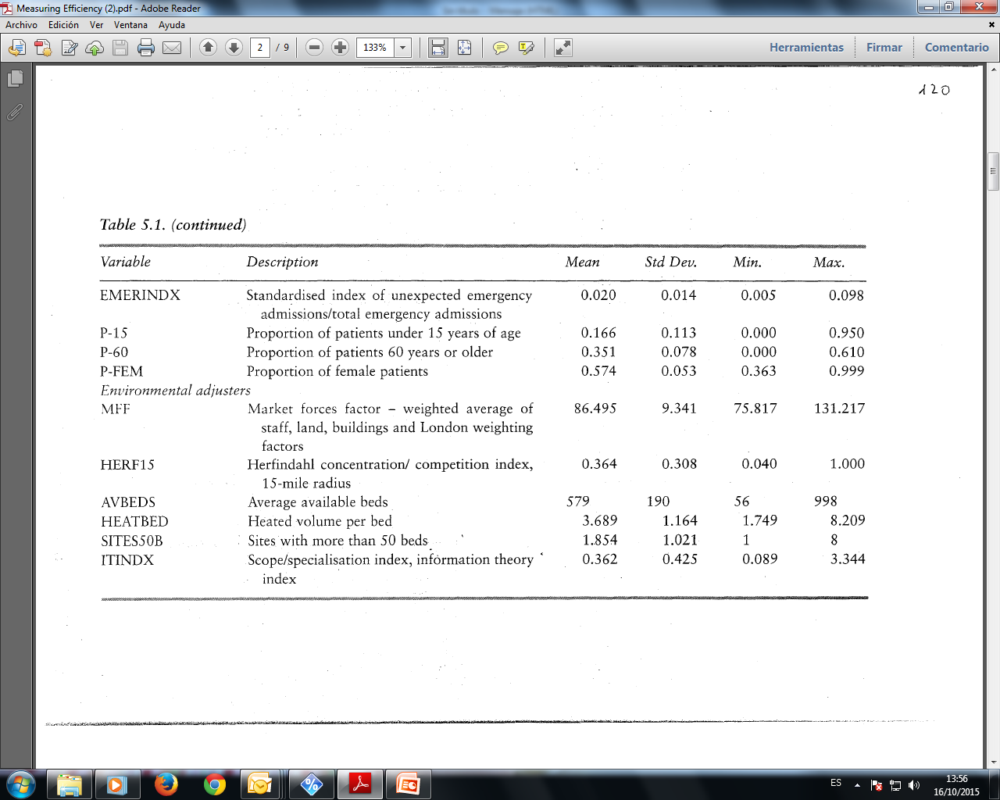 Measuring Efficiency (2).pdf - Adobe Reader
Archivo Edición Ver Ventana Ayuda
2 / 9 133% Herramientas Firmar Comentario
120
Table 5.1. (continued)
Variable Description Mean Std Dev. Min. Max.
EMERINDX Standardised index of unexpected emergency 0.020 0.014 0.005 0.098
admissions/total emergency admissions
P-15 Proportion of patients under 15 years of age 0.166 0.113 0.000 0.950
P-60 Proportion of patients 60 years or older 0.351 0.078 0.000 0.610
P-FEM Proportion of female patients 0.574 0.053 0.363 0.999
Environmental adjusters
MFF Market forces factor – weighted average of 86.495 9.341 75.817 131.217
staff, land, buildings and London weighting
factors
HERF15 Herfindahl concentration/ competition index, 0.364 0.308 0.040 1.000
15-mile radius
AVBEDS Average available beds 579 190 56 998
HEATBED Heated volume per bed 3.689 1.164 1.749 8.209
SITES50B Sites with more than 50 beds 1.854 1.021 1 8
ITINDX Scope/specialisation index, information theory 0.362 0.425 0.089 3.344
index
ES 13:56
16/10/2015